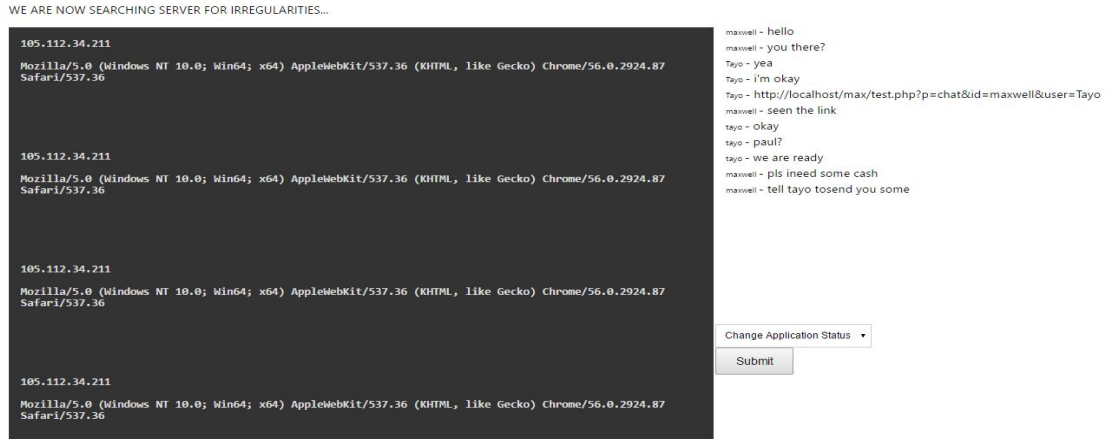 WE ARE NOW SEARCHING SERVER FOR IRREGULARITIES...
105.112.34.211
Mozilla/5.0 (Windows NT 10.0; Win64; x64) AppleWebKit/537.36 (KHTML, like Gecko) Chrome/56.0.2924.87
Safari/537.36
105.112.34.211
Mozilla/5.0 (Windows NT 10.0; Win64; x64) AppleWebKit/537.36 (KHTML, like Gecko) Chrome/56.0.2924.87
Safari/537.36
105.112.34.211
Mozilla/5.0 (Windows NT 10.0; Win64; x64) AppleWebKit/537.36 (KHTML, like Gecko) Chrome/56.0.2924.87
Safari/537.36
105.112.34.211
Mozilla/5.0 (Windows NT 10.0; Win64; x64) AppleWebKit/537.36 (KHTML, like Gecko) Chrome/56.0.2924.87
Safari/537.36
maxwell - hello
maxwell - you there?
Tayo - yea
Tayo - i'm okay
Tayo - http://localhost/max/test.php?p=chat&id=maxwell&user=Tayo
maxwell - seen the link
tayo - okay
tayo - paul?
tayo - we are ready
maxwell - pls ineed some cash
maxwell - tell tayo tosend you some
Change Application Status
Submit